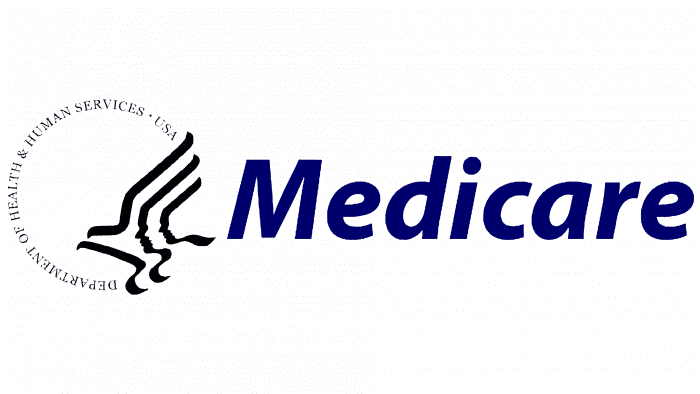 DEPARTMENT OF HEALTH & HUMAN SERVICES · USA
Medicare